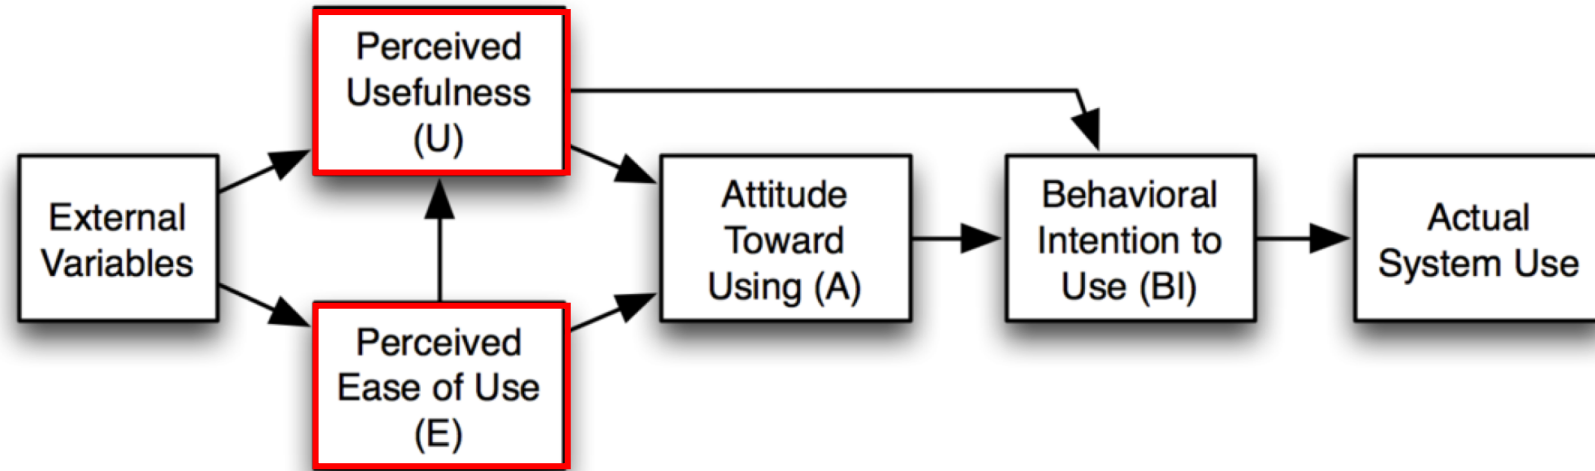 Perceived
Usefulness
(U)
External
Variables
Perceived
Ease of Use
(E)
Attitude
Toward
Using (A)
Behavioral
Intention to
Use (BI)
Actual
System Use